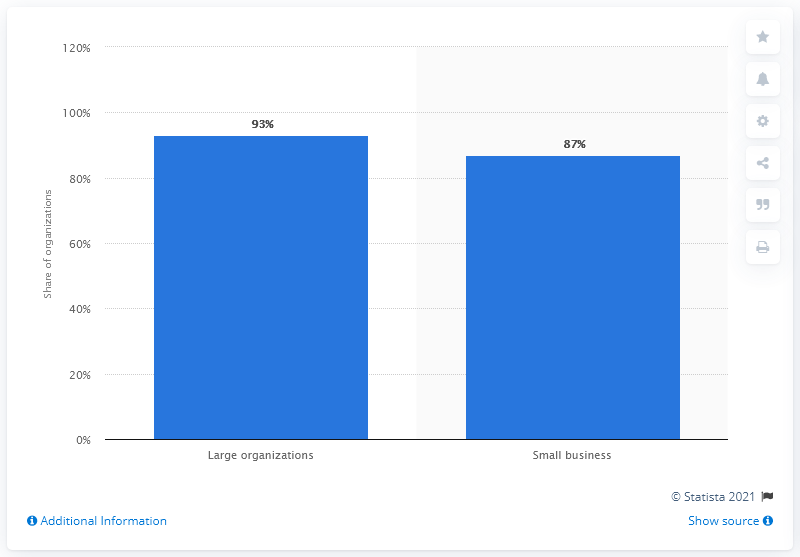 120%
100%
80%
60%
40%
20%
0%
Share of organizations
93%
87%
Large organizations
Small business
© Statista 2021
Additional Information
Show source